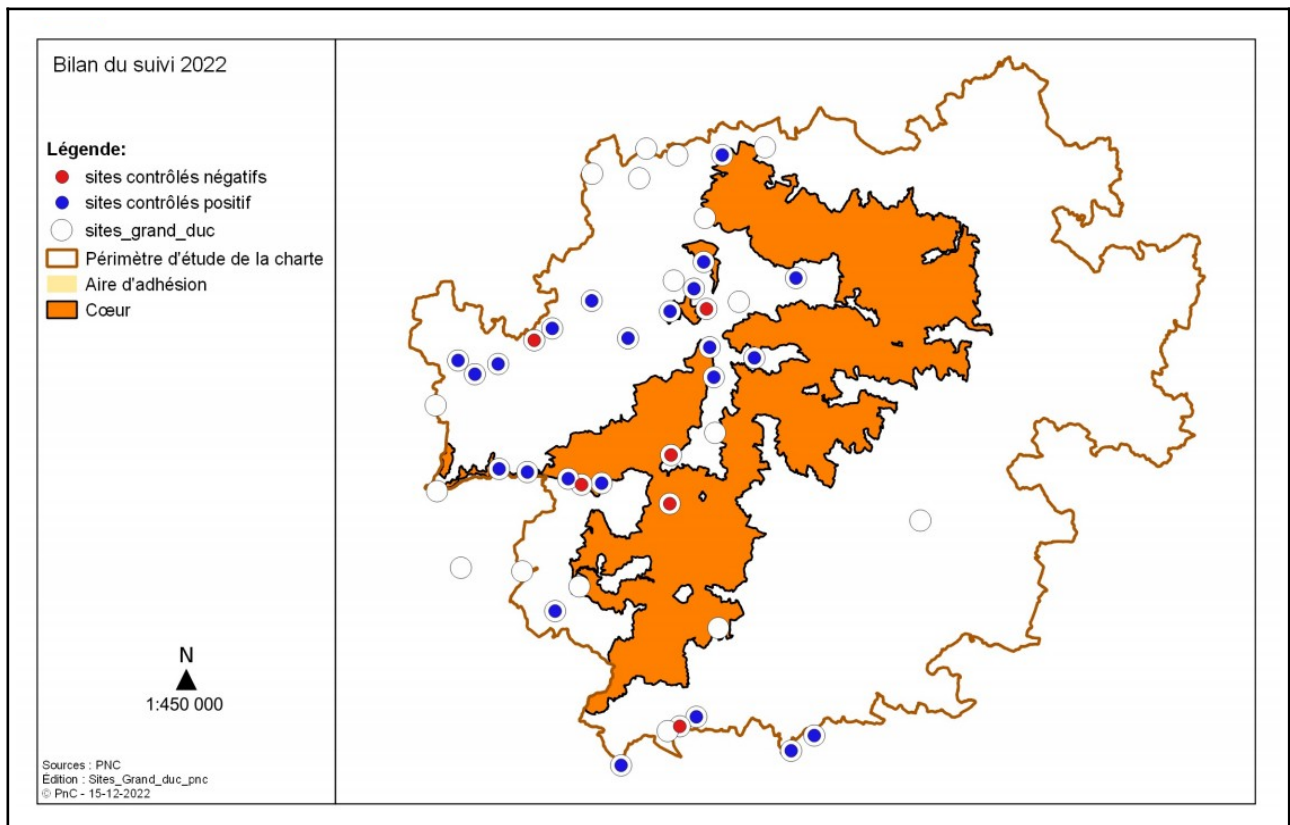 Bilan du suivi 2022
Légende:
sites contrôlés négatifs
sites contrôlés positif
sites_grand_duc
Périmètre d'étude de la charte
Aire d'adhésion
Cœur
N
1:450 000
Sources : PNC
Édition : Sites_Grand_duc_pnc
© PnC - 15-12-2022